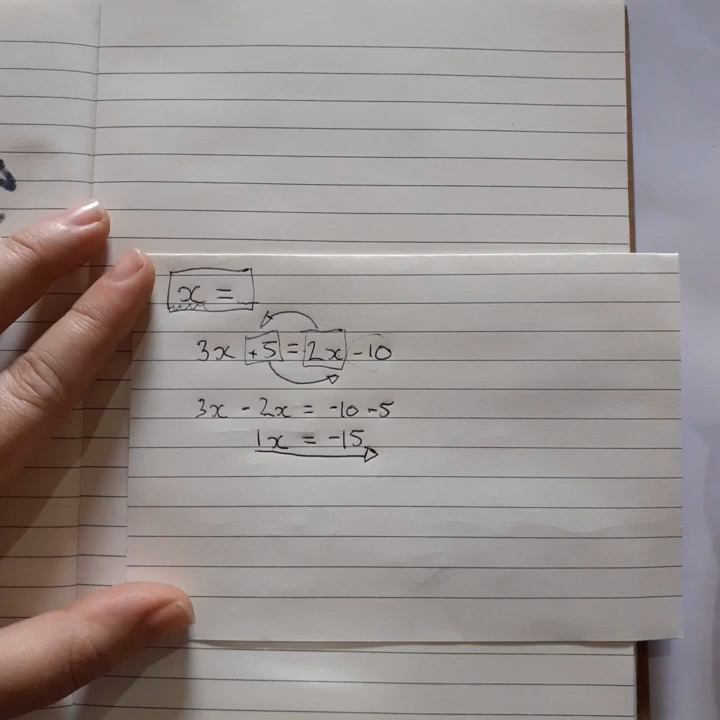 x =
3x +5 = 2x -10
3x - 2x = -10 -5
1x = -15